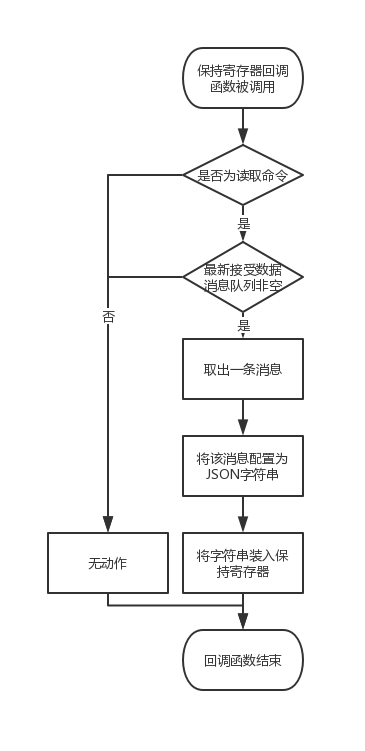 保持寄存器回调
函数被调用
是否为读取命令
是
最新接受数据
消息队列非空
否
是
取出一条消息
将该消息配置为
JSON字符串
无动作
将字符串装入保
持寄存器
回调函数结束